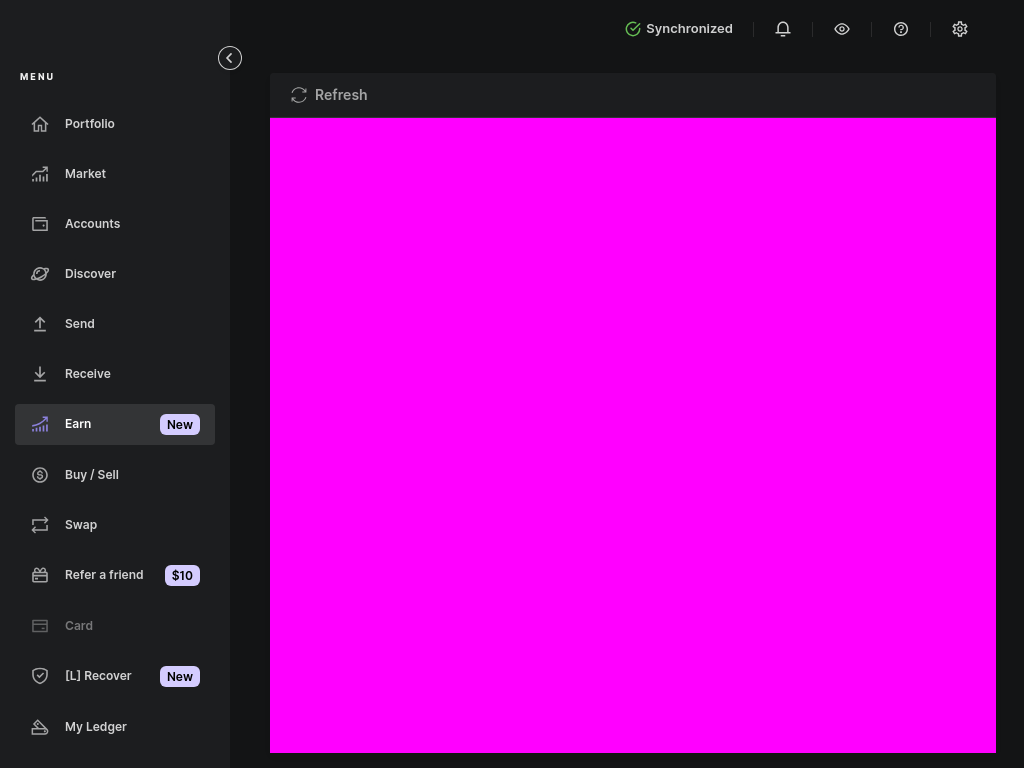 Synchronized
MENU
Refresh
Portfolio
Market
Accounts
Discover
Send
Receive
Earn New
Buy / Sell
Swap
Refer a friend $10
Card
[L] Recover New
My Ledger